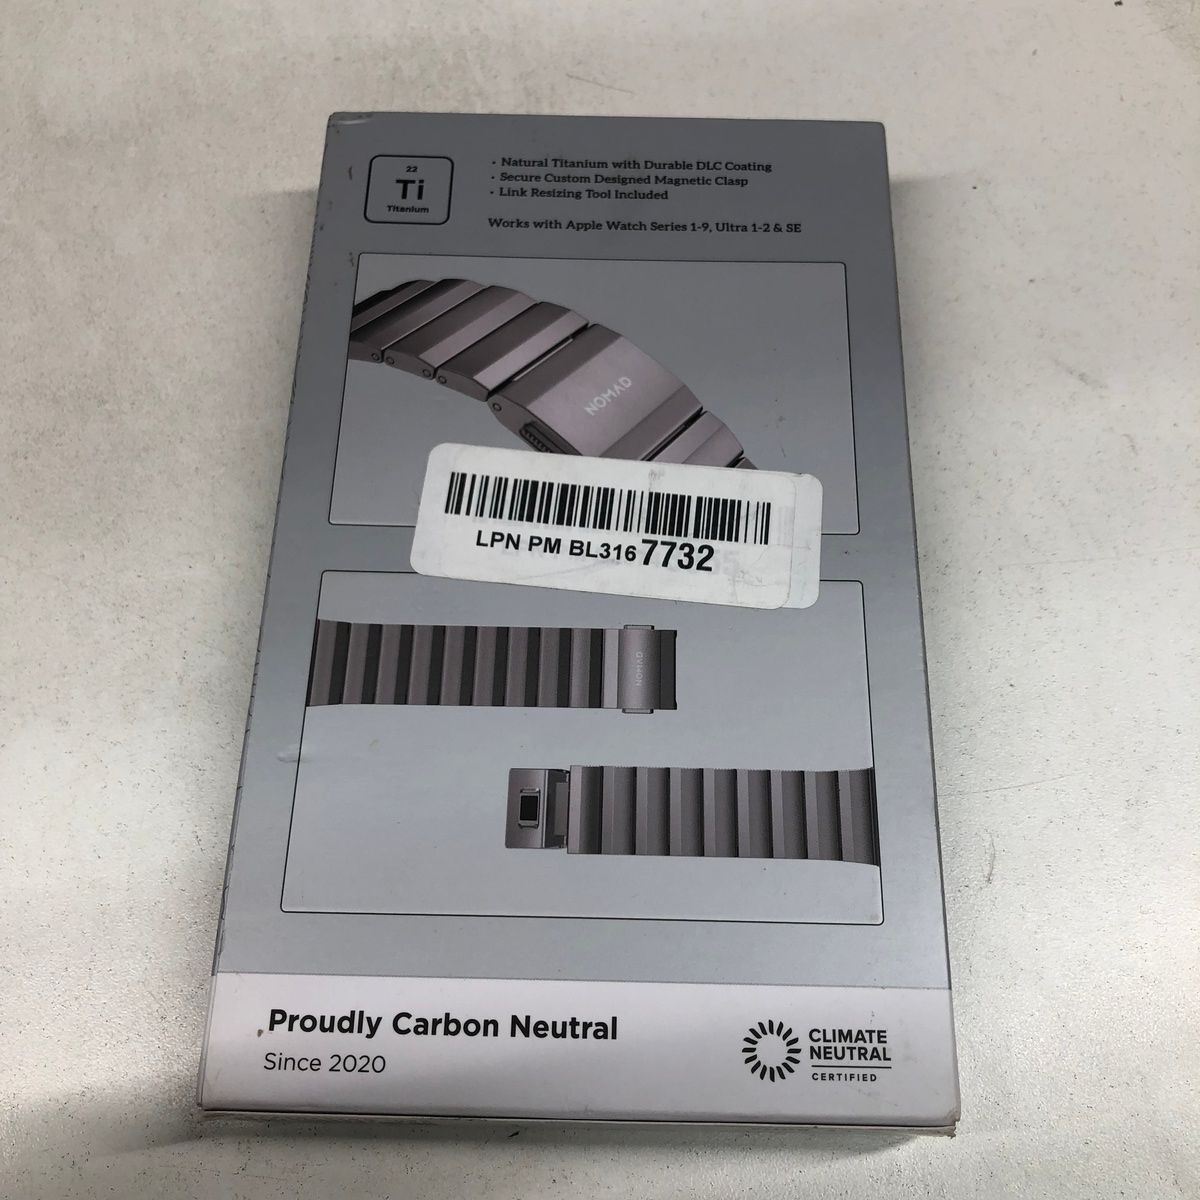 22
Ti
Titanium
· Natural Titanium with Durable DLC Coating
· Secure Custom Designed Magnetic Clasp
· Link Resizing Tool Included
Works with Apple Watch Series 1-9, Ultra 1-2 & SE
NOMAD
LPN PM BL316 7732
NOMAD
Proudly Carbon Neutral
Since 2020
CLIMATE
NEUTRAL
CERTIFIED